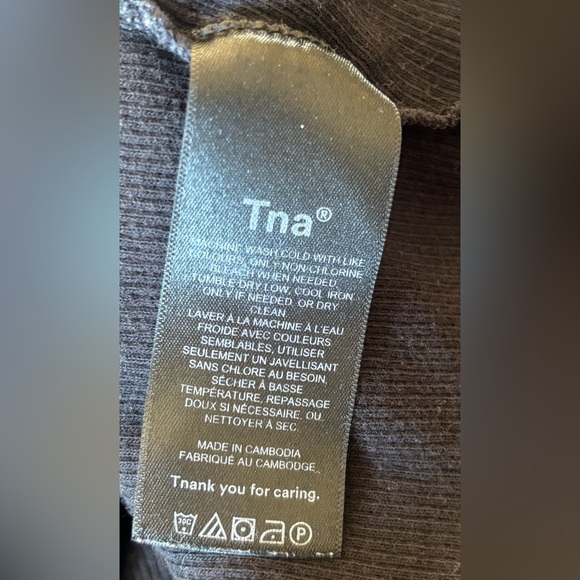 Tna®
MACHINE WASH COLD WITH LIKE
COLOURS, ONLY NON-CHLORINE
BLEACH WHEN NEEDED,
TUMBLE DRY LOW, COOL IRON
ONLY IF NEEDED, OR DRY
CLEAN
LAVER À LA MACHINE À L'EAU
FROIDE AVEC COULEURS
SEMBLABLES, UTILISER
SEULEMENT UN JAVELLISANT
SANS CHLORE AU BESOIN,
SÉCHER À BASSE
TEMPÉRATURE, REPASSAGE
DOUX SI NÉCESSAIRE, OU
NETTOYER À SEC
MADE IN CAMBODIA
FABRIQUÉ AU CAMBODGE
Tnank you for caring.
30C P